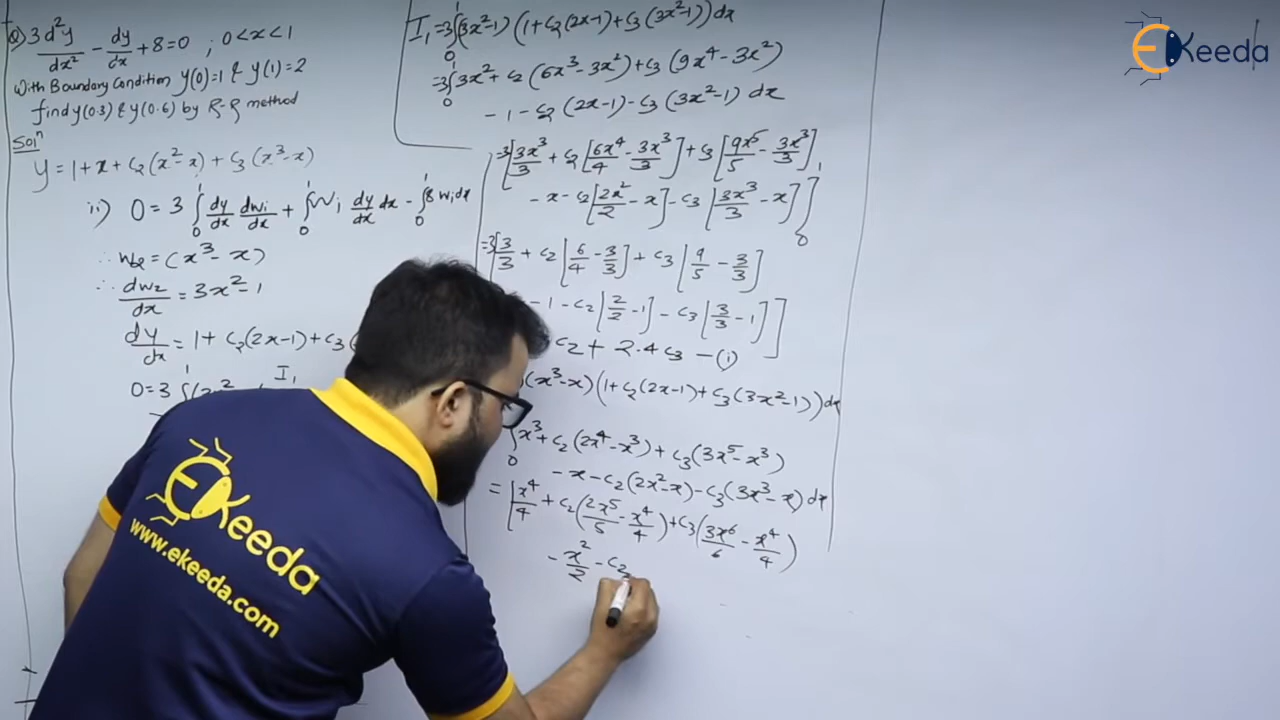 Q) 3 d²y/dx² - dy/dx + 8 = 0 ; 0 < x < 1
With Boundary Condition y(0)=1 & y(1)=2
find y(0.3) & y(0.6) by R-R method
Solⁿ
y = 1 + x + c₂(x²-x) + c₃(x³-x)
ii) 0 = 3 ∫₀¹ dy/dx dwᵢ/dx + ∫₀¹ wᵢ dy/dx dx - ∫₀¹ 8 wᵢ dx
∴ w₂ = (x³-x)
∴ dw₂/dx = 3x²-1
dy/dx = 1 + c₂(2x-1) + c₃(
I₁
0 = 3 ∫
I₁ = 3∫₀¹ (3x²-1) (1+c₂(2x-1)+c₃(3x²-1)) dx
= 3∫₀¹ 3x² + c₂(6x³-3x²) + c₃(9x⁴-3x²)
- 1 - c₂(2x-1) - c₃(3x²-1) dx
= 3[3x³/3 + c₂[6x⁴/4 - 3x³/3] + c₃[9x⁵/5 - 3x³/3]
- x - c₂[2x²/2 - x] - c₃[3x³/3 - x]]₀¹
= 3[3/3 + c₂[6/4 - 3/3] + c₃[9/5 - 3/3]
- 1 - c₂[2/2 - 1] - c₃[3/3 - 1]]
c₂ + 2.4c₃ — (i)
(x³-x)(1+c₂(2x-1)+c₃(3x²-1)) dx
∫₀ x³ + c₂(2x⁴-x³) + c₃(3x⁵-x³)
- x - c₂(2x²-x) - c₃(3x³-x) dx
= [x⁴/4 + c₂(2x⁵/5 - x⁴/4) + c₃(3x⁶/6 - x⁴/4)
- x²/2 - c₂
EKeeda
EKeeda
www.ekeeda.com